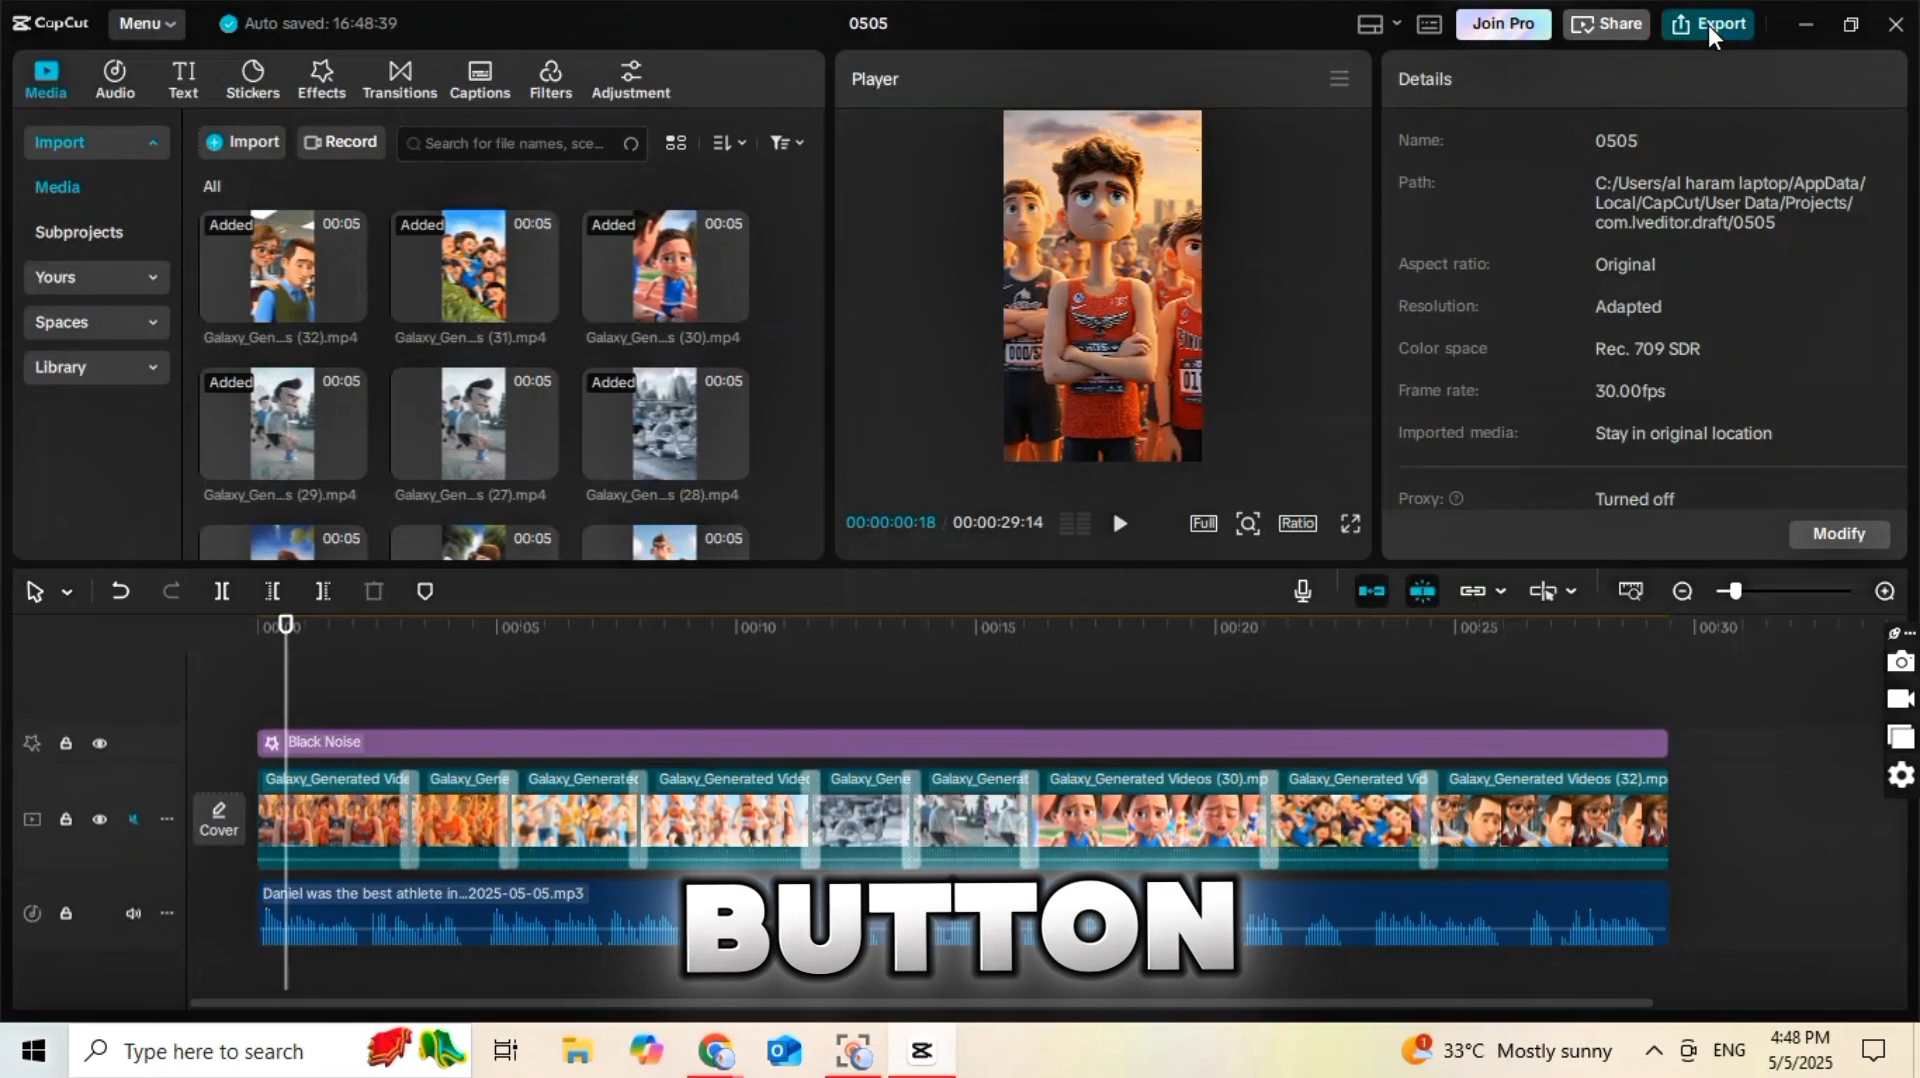 CapCut
Menu
Auto saved: 16:48:39
0505
Join Pro
Share
Export
Media
Audio
TI
Text
Stickers
Effects
Transitions
Captions
Filters
Adjustment
Import
Media
Subprojects
Yours
Spaces
Library
Import
Record
Search for file names, sce...
All
Added
00:05
Added
00:05
Added
00:05
Galaxy_Gen...s (32).mp4
Galaxy_Gen...s (31).mp4
Galaxy_Gen...s (30).mp4
Added
00:05
00:05
Added
00:05
Galaxy_Gen...s (29).mp4
Galaxy_Gen...s (27).mp4
Galaxy_Gen...s (28).mp4
00:05
00:05
00:05
Player
00:00:00:18 / 00:00:29:14
Full
Ratio
Details
Name: 0505
Path: C:/Users/al haram laptop/AppData/
Local/CapCut/User Data/Projects/
com.lveditor.draft/0505
Aspect ratio: Original
Resolution: Adapted
Color space Rec. 709 SDR
Frame rate: 30.00fps
Imported media: Stay in original location
Proxy: Turned off
Modify
00:00
00:05
00:10
00:15
00:20
00:25
00:30
Black Noise
Cover
Galaxy_Generated Vide
Galaxy_Gene
Galaxy_Generated
Galaxy_Generated Video
Galaxy_Gene
Galaxy_Generat
Galaxy_Generated Videos (30).mp
Galaxy_Generated Vid
Galaxy_Generated Videos (32).mp
Daniel was the best athlete in...2025-05-05.mp3
BUTTON
Type here to search
1
33°C Mostly sunny
ENG
4:48 PM
5/5/2025